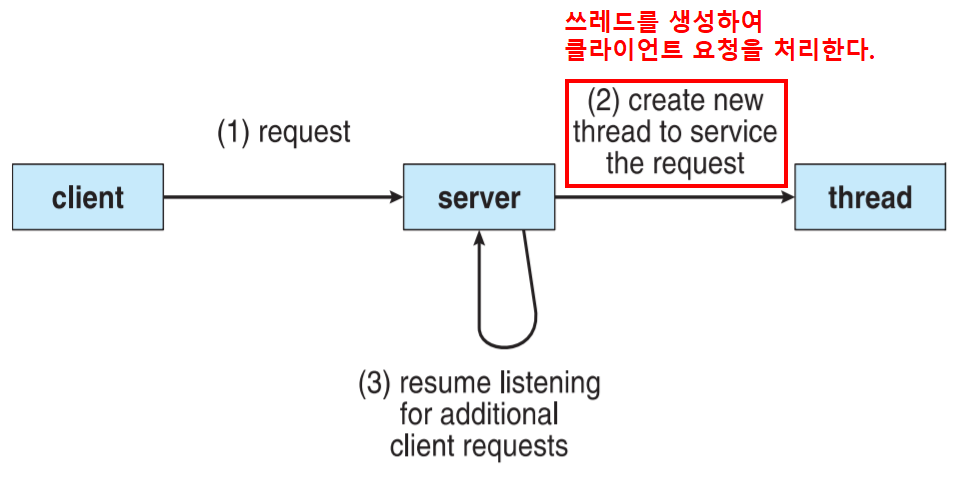 쓰레드를 생성하여
클라이언트 요청을 처리한다.
(1) request
(2) create new
thread to service
the request
client
server
thread
(3) resume listening
for additional
client requests